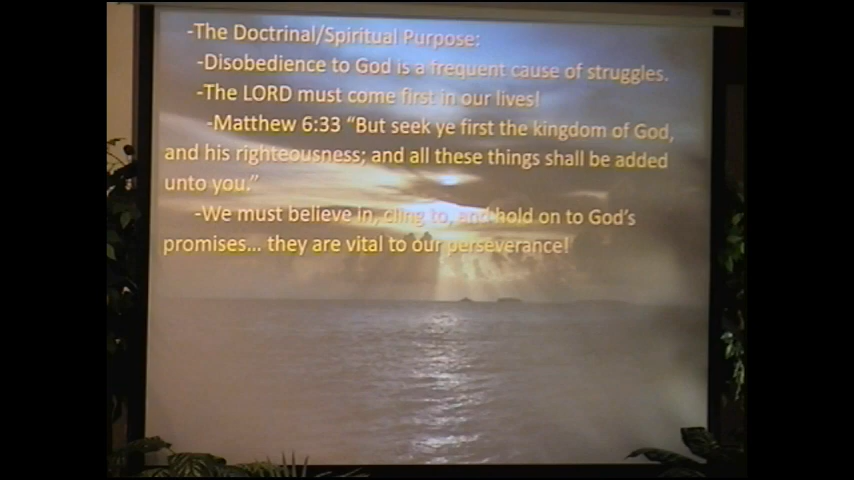 -The Doctrinal/Spiritual Purpose:
-Disobedience to God is a frequent cause of struggles.
-The LORD must come first in our lives!
-Matthew 6:33 “But seek ye first the kingdom of God,
and his righteousness; and all these things shall be added
unto you.”
-We must believe in, cling to, and hold on to God’s
promises… they are vital to our perseverance!